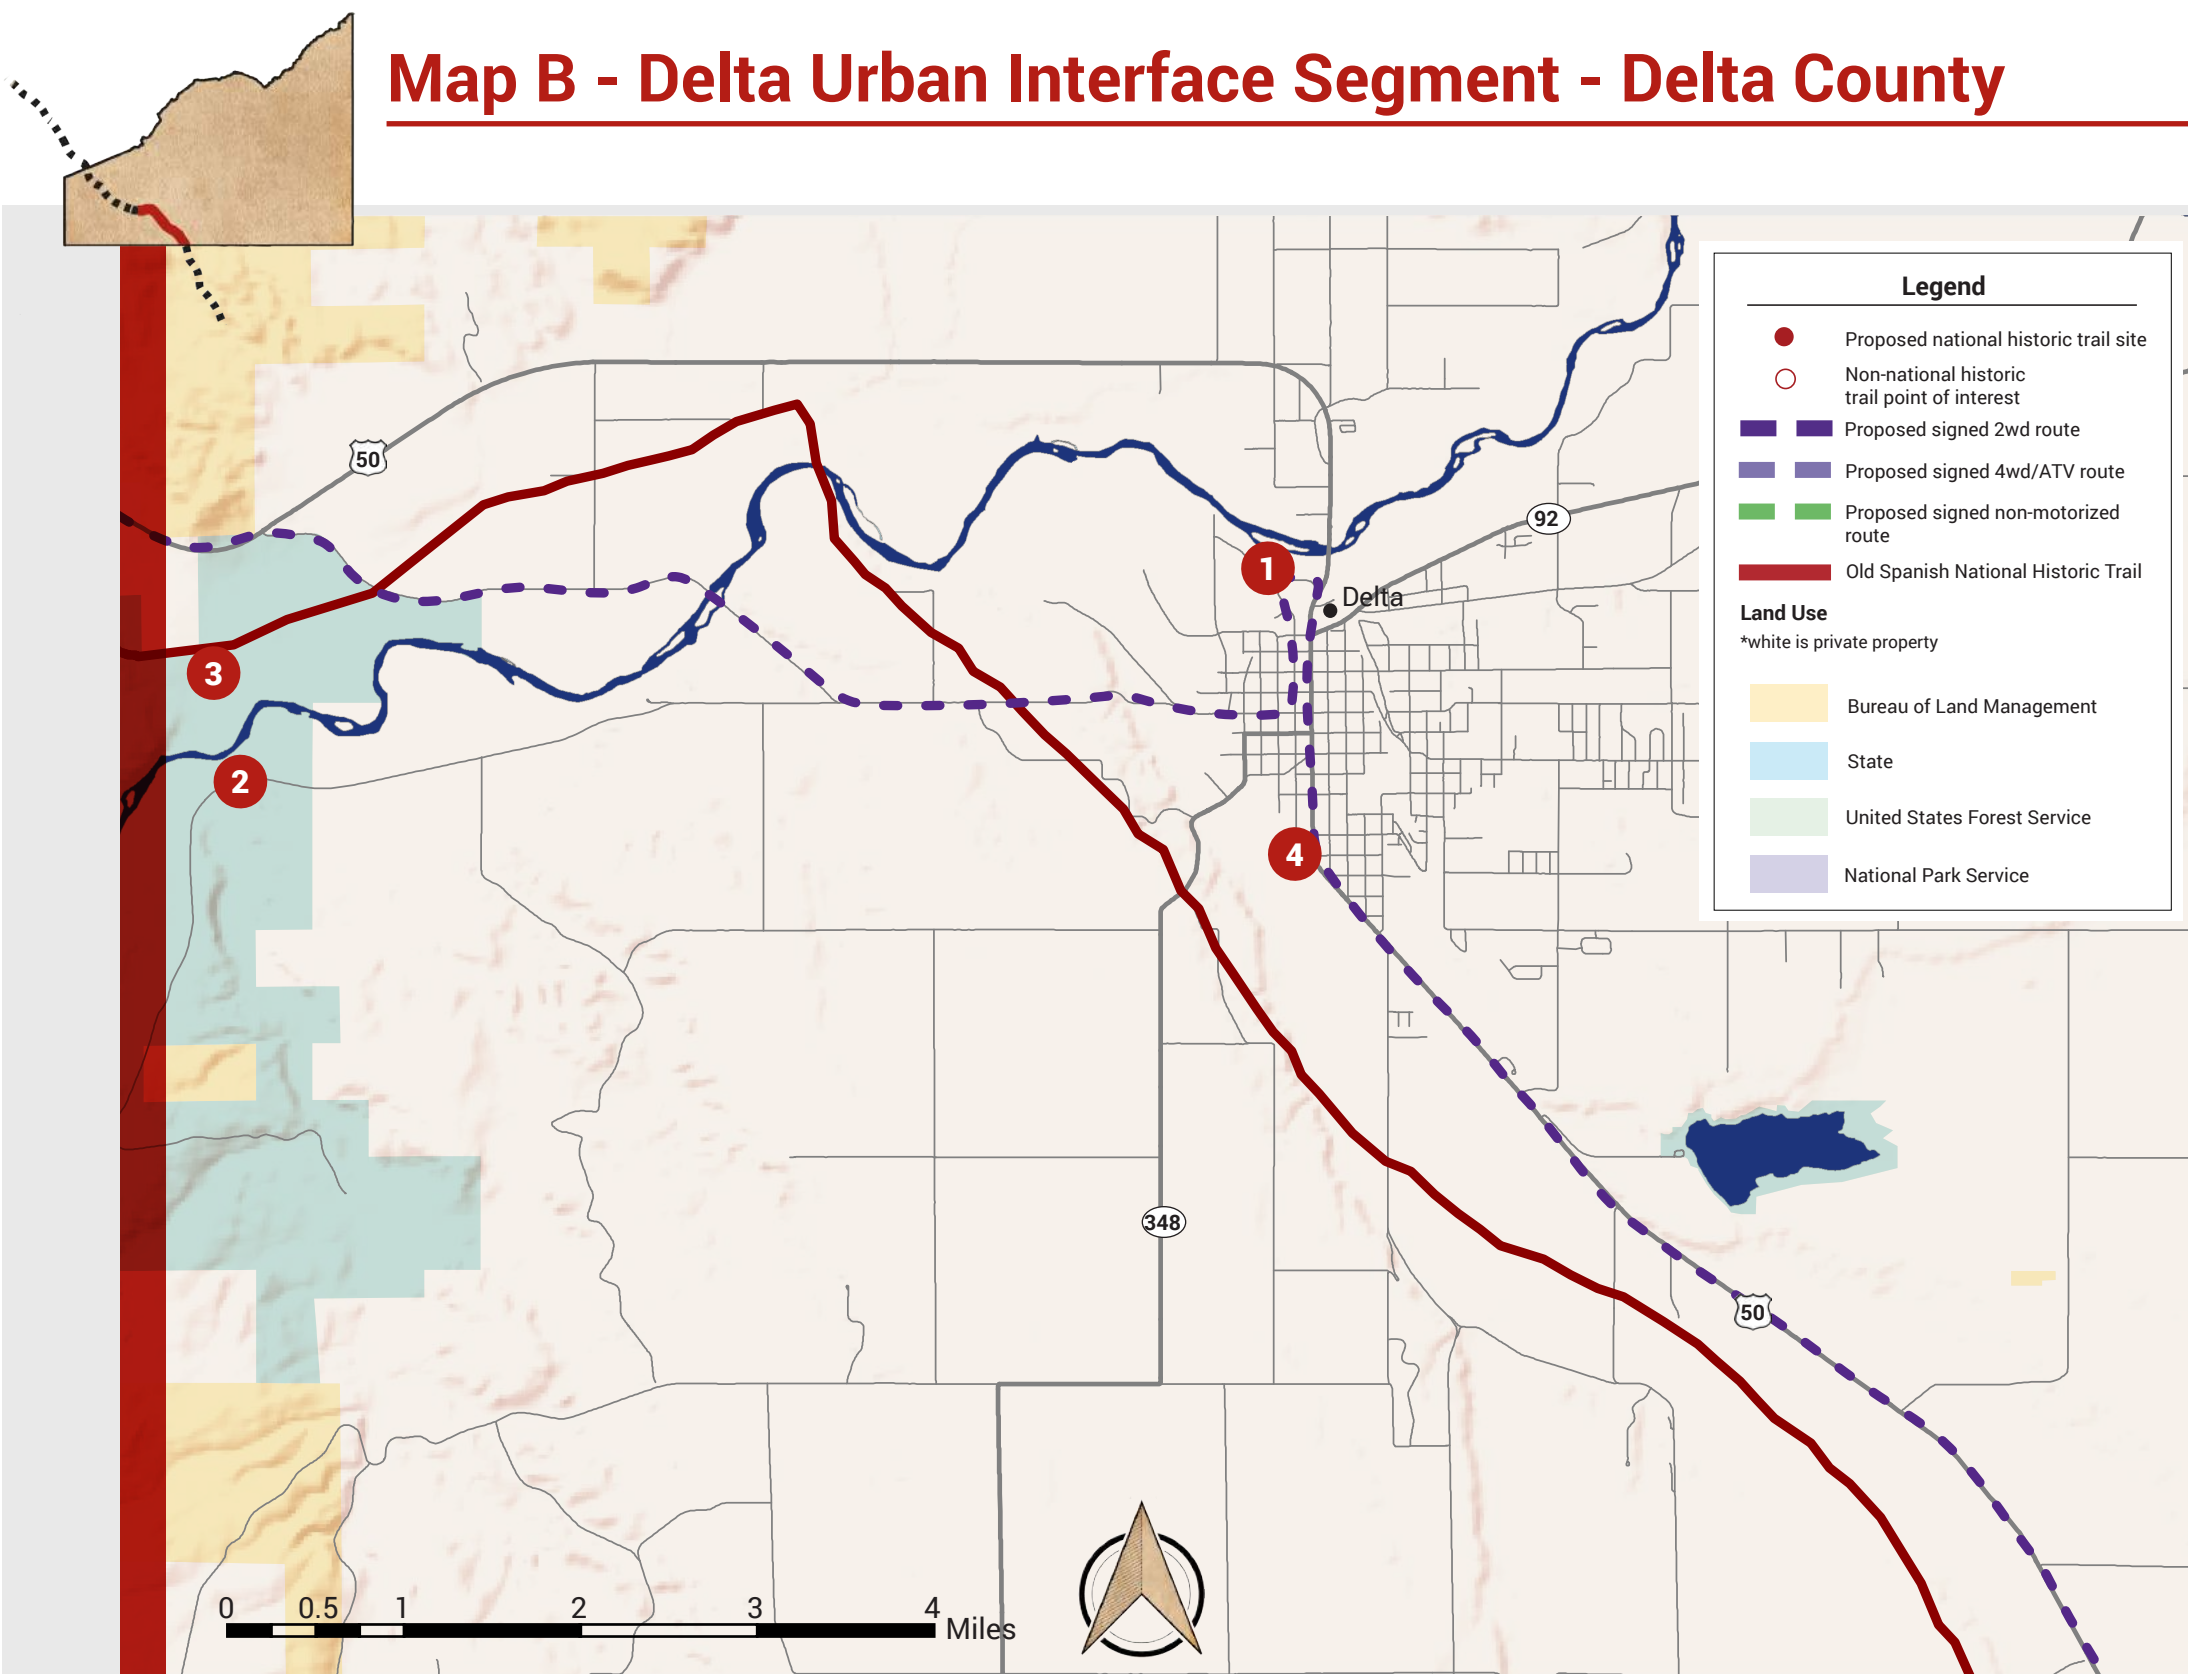 Map B - Delta Urban Interface Segment - Delta County
Legend
Proposed national historic trail site
Non-national historic
trail point of interest
Proposed signed 2wd route
Proposed signed 4wd/ATV route
Proposed signed non-motorized
route
Old Spanish National Historic Trail
Land Use
*white is private property
Bureau of Land Management
State
United States Forest Service
National Park Service
50
92
1
Delta
3
2
4
348
50
0 0.5 1 2 3 4
Miles